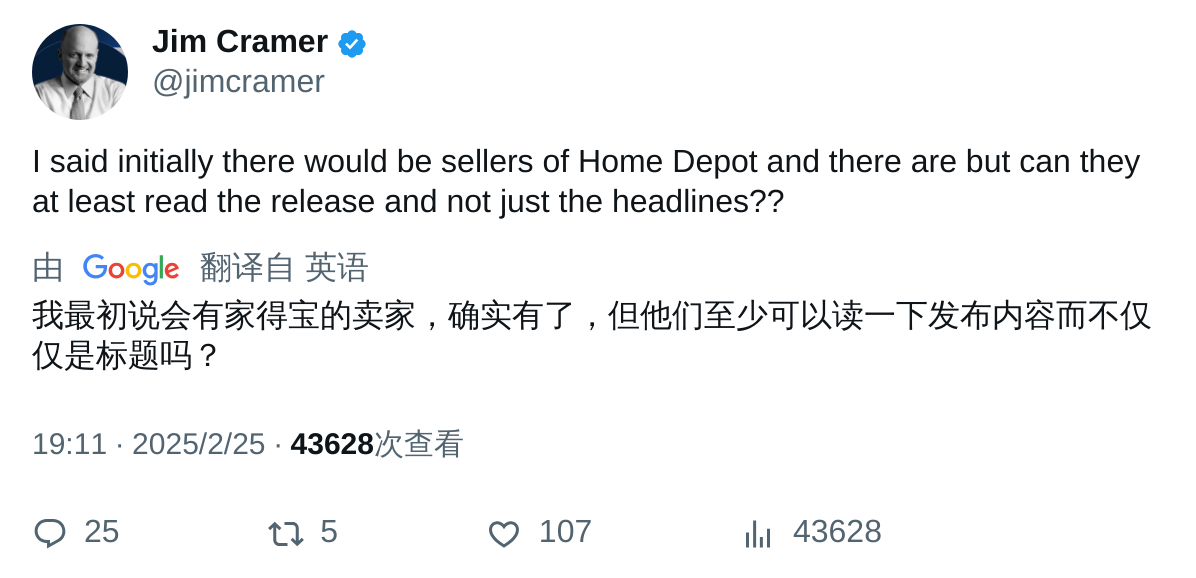 Jim Cramer
@jimcramer
I said initially there would be sellers of Home Depot and there are but can they
at least read the release and not just the headlines??
由 Google 翻译自 英语
我最初说会有家得宝的卖家，确实有了，但他们至少可以读一下发布内容而不仅
仅是标题吗？
19:11 · 2025/2/25 · 43628次查看
25 5 107 43628